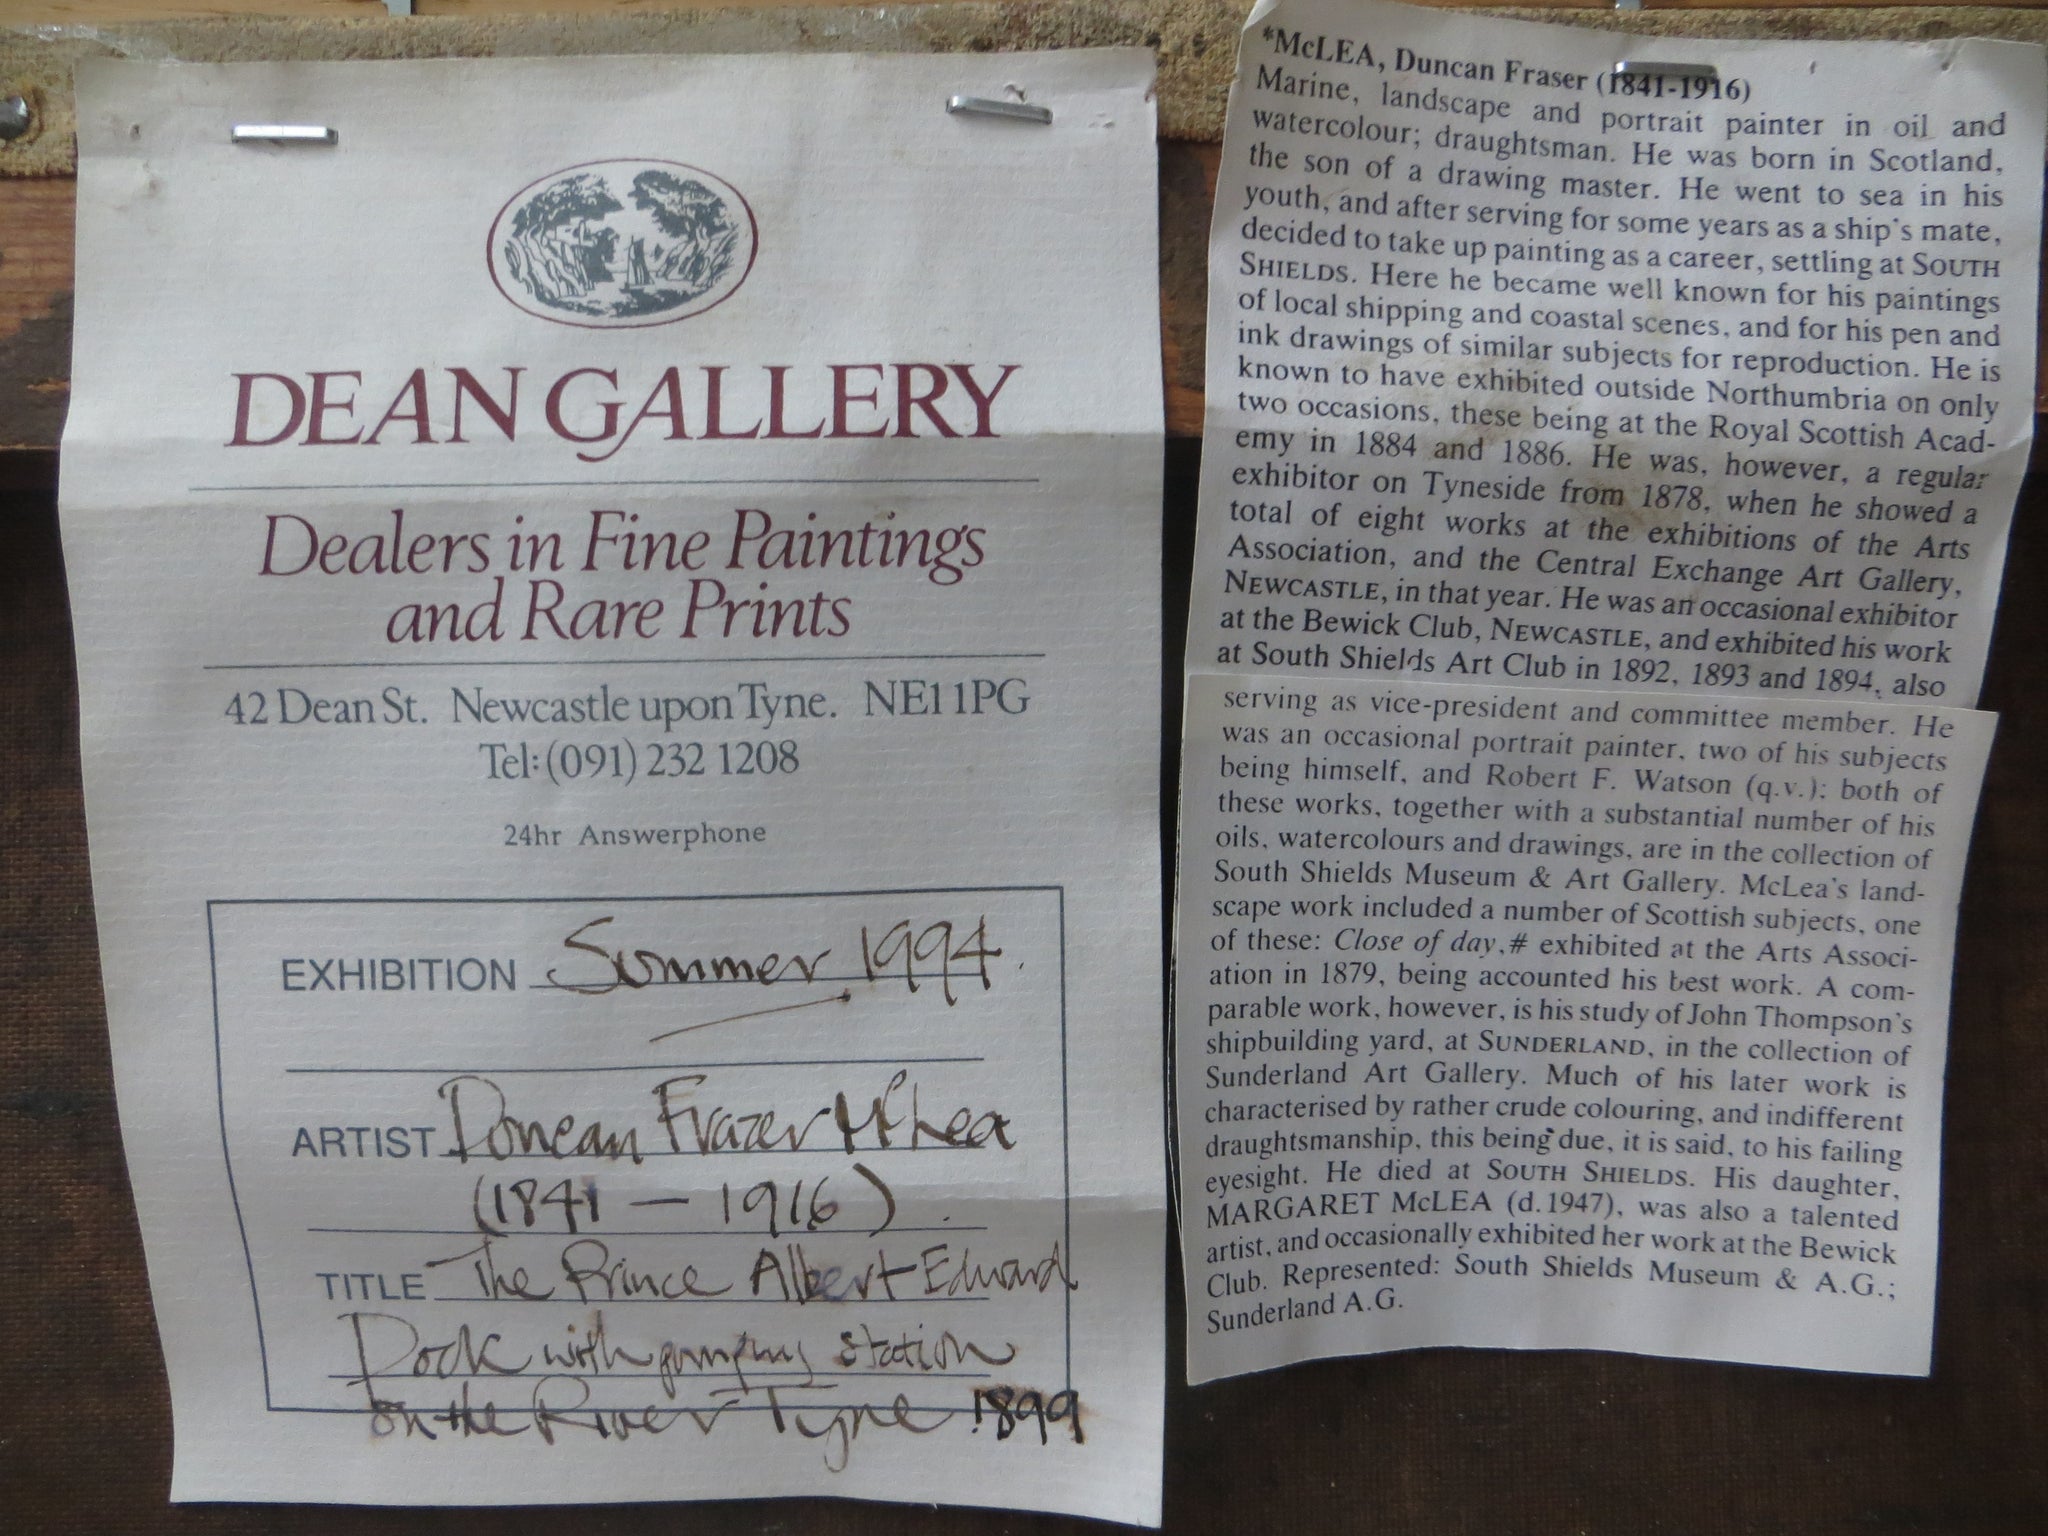 DEAN GALLERY
Dealers in Fine Paintings
and Rare Prints
42 Dean St. Newcastle upon Tyne. NE1 1PG
Tel: (091) 232 1208
24hr Answerphone
EXHIBITION Summer 1994.
ARTIST Duncan Frazer McLea
(1841 – 1916).
TITLE The Prince Albert Edward
Dock with pumping station
on the River Tyne 1899
*McLEA, Duncan Fraser (1841-1916)
Marine, landscape and portrait painter in oil and
watercolour; draughtsman. He was born in Scotland,
the son of a drawing master. He went to sea in his
youth, and after serving for some years as a ship's mate,
decided to take up painting as a career, settling at SOUTH
SHIELDS. Here he became well known for his paintings
of local shipping and coastal scenes, and for his pen and
ink drawings of similar subjects for reproduction. He is
known to have exhibited outside Northumbria on only
two occasions, these being at the Royal Scottish Acad-
emy in 1884 and 1886. He was, however, a regular
exhibitor on Tyneside from 1878, when he showed a
total of eight works at the exhibitions of the Arts
Association, and the Central Exchange Art Gallery,
NEWCASTLE, in that year. He was an occasional exhibitor
at the Bewick Club, NEWCASTLE, and exhibited his work
at South Shields Art Club in 1892, 1893 and 1894, also
serving as vice-president and committee member. He
was an occasional portrait painter, two of his subjects
being himself, and Robert F. Watson (q.v.); both of
these works, together with a substantial number of his
oils, watercolours and drawings, are in the collection of
South Shields Museum & Art Gallery. McLea's land-
scape work included a number of Scottish subjects, one
of these: Close of day,# exhibited at the Arts Associ-
ation in 1879, being accounted his best work. A com-
parable work, however, is his study of John Thompson's
shipbuilding yard, at SUNDERLAND, in the collection of
Sunderland Art Gallery. Much of his later work is
characterised by rather crude colouring, and indifferent
draughtsmanship, this being due, it is said, to his failing
eyesight. He died at SOUTH SHIELDS. His daughter,
MARGARET McLEA (d.1947), was also a talented
artist, and occasionally exhibited her work at the Bewick
Club. Represented: South Shields Museum & A.G.;
Sunderland A.G.